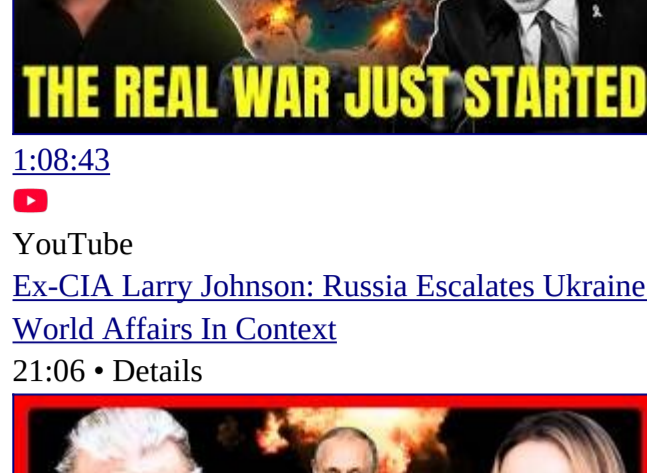 THE REAL WAR JUST STARTED
1:08:43
YouTube
Ex-CIA Larry Johnson: Russia Escalates Ukraine
World Affairs In Context
21:06 • Details